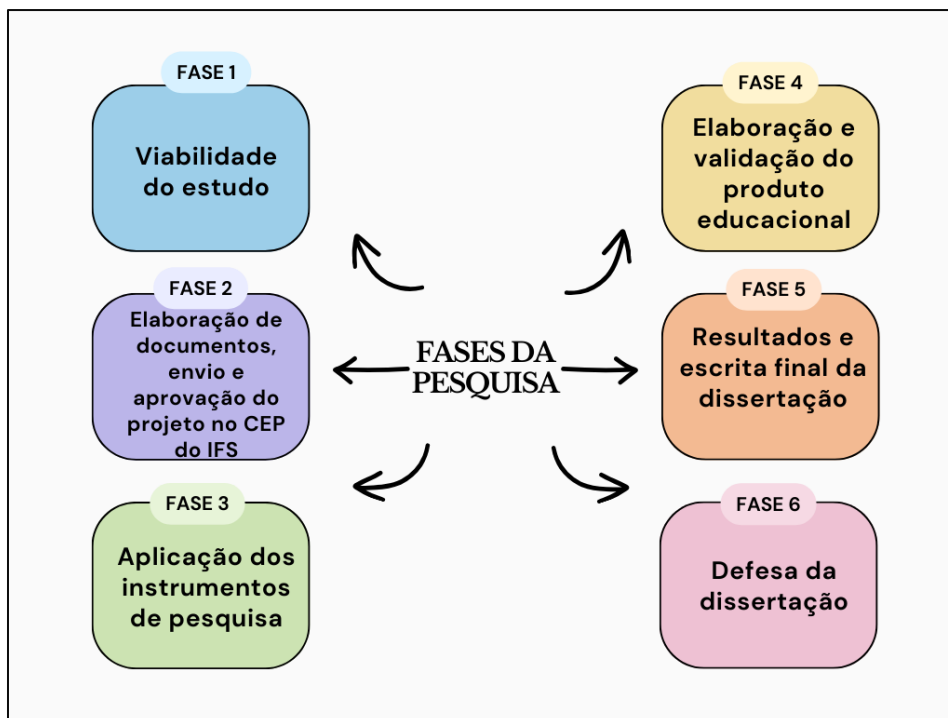 FASE 1
Viabilidade
do estudo
FASE 2
Elaboração de
documentos,
envio e
aprovação do
projeto no CEP
do IFS
FASE 3
Aplicação dos
instrumentos
de pesquisa
FASES DA
PESQUISA
FASE 4
Elaboração e
validação do
produto
educacional
FASE 5
Resultados e
escrita final da
dissertação
FASE 6
Defesa da
dissertação